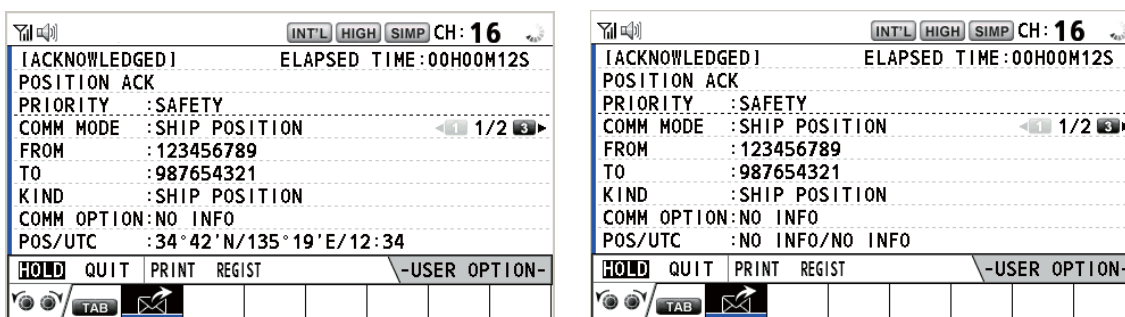 INT'L HIGH SIMP CH: 16
[ACKNOWLEDGED] ELAPSED TIME:00H00M12S
POSITION ACK
PRIORITY :SAFETY
COMM MODE :SHIP POSITION 1 1/2 3
FROM :123456789
TO :987654321
KIND :SHIP POSITION
COMM OPTION:NO INFO
POS/UTC :34°42'N/135°19'E/12:34
HOLD QUIT PRINT REGIST -USER OPTION-
TAB
INT'L HIGH SIMP CH: 16
[ACKNOWLEDGED] ELAPSED TIME:00H00M12S
POSITION ACK
PRIORITY :SAFETY
COMM MODE :SHIP POSITION 1 1/2 3
FROM :123456789
TO :987654321
KIND :SHIP POSITION
COMM OPTION:NO INFO
POS/UTC :NO INFO/NO INFO
HOLD QUIT PRINT REGIST -USER OPTION-
TAB